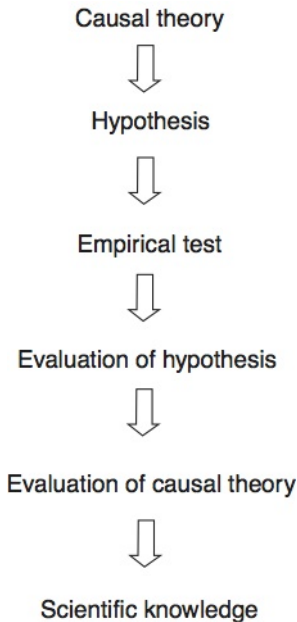 Causal theory
Hypothesis
Empirical test
Evaluation of hypothesis
Evaluation of causal theory
Scientific knowledge